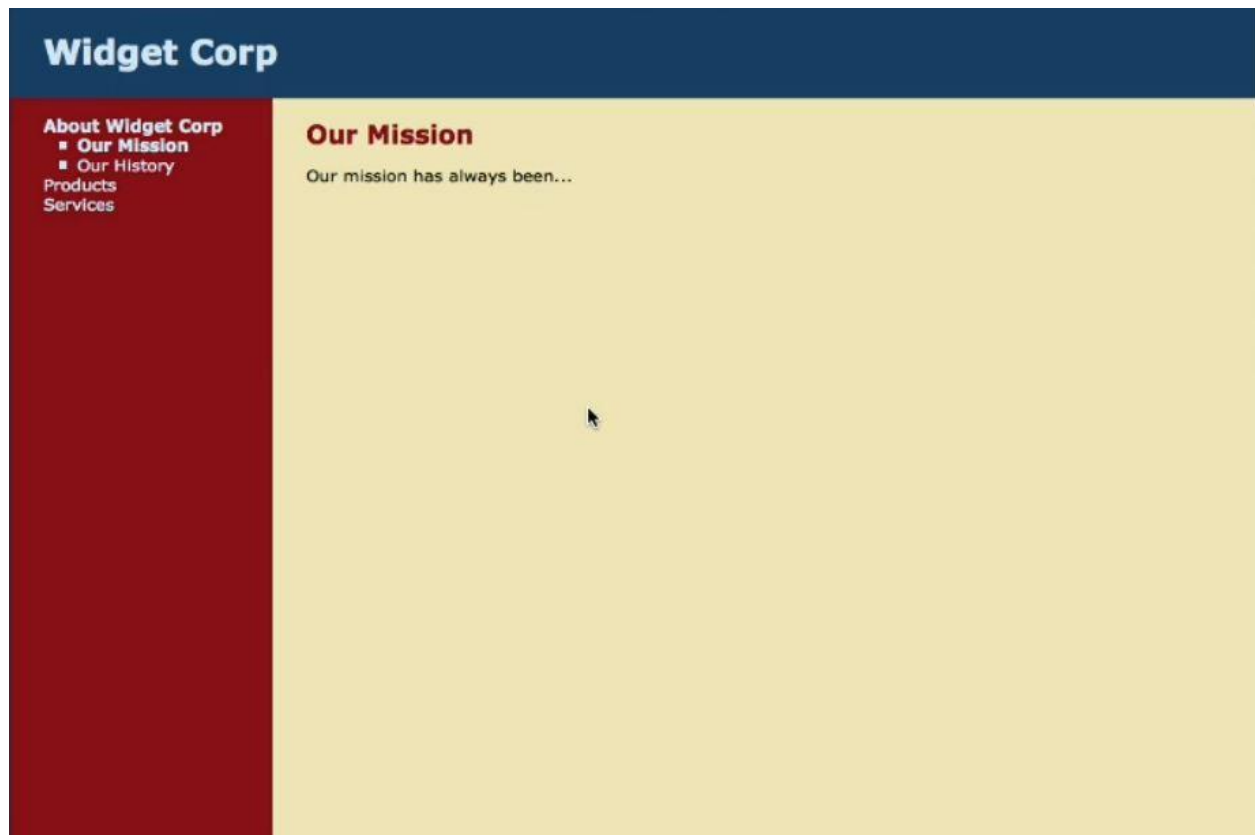 Widget Corp
About Widget Corp
Our Mission
Our History
Products
Services
Our Mission
Our mission has always been...